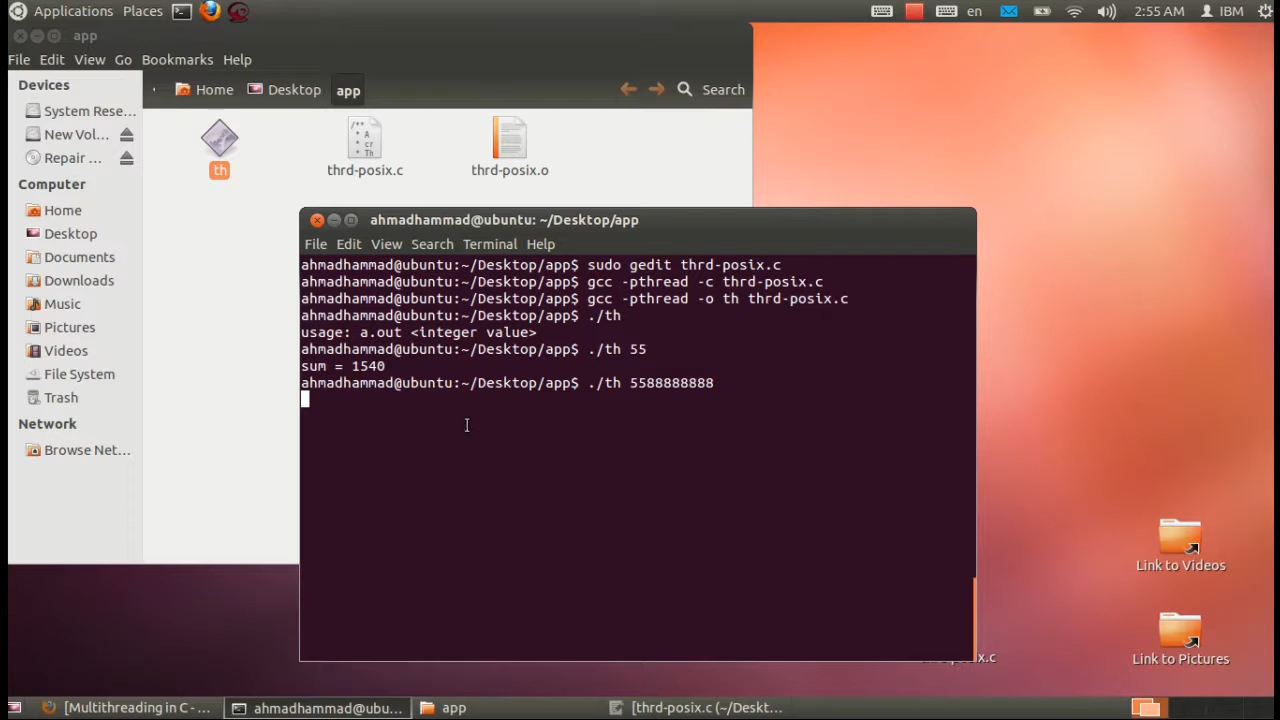 Applications Places en 2:55 AM IBM
app
File Edit View Go Bookmarks Help
Devices
System Rese...
New Vol...
Repair ...
Computer
Home
Desktop
Documents
Downloads
Music
Pictures
Videos
File System
Trash
Network
Browse Net...
Home Desktop app Search
th
thrd-posix.c
thrd-posix.o
ahmadhammad@ubuntu: ~/Desktop/app
File Edit View Search Terminal Help
ahmadhammad@ubuntu:~/Desktop/app$ sudo gedit thrd-posix.c
ahmadhammad@ubuntu:~/Desktop/app$ gcc -pthread -c thrd-posix.c
ahmadhammad@ubuntu:~/Desktop/app$ gcc -pthread -o th thrd-posix.c
ahmadhammad@ubuntu:~/Desktop/app$ ./th
usage: a.out <integer value>
ahmadhammad@ubuntu:~/Desktop/app$ ./th 55
sum = 1540
ahmadhammad@ubuntu:~/Desktop/app$ ./th 5588888888
Link to Videos
Link to Pictures
[Multithreading in C - ... ahmadhammad@ubu... app [thrd-posix.c (~/Deskt...